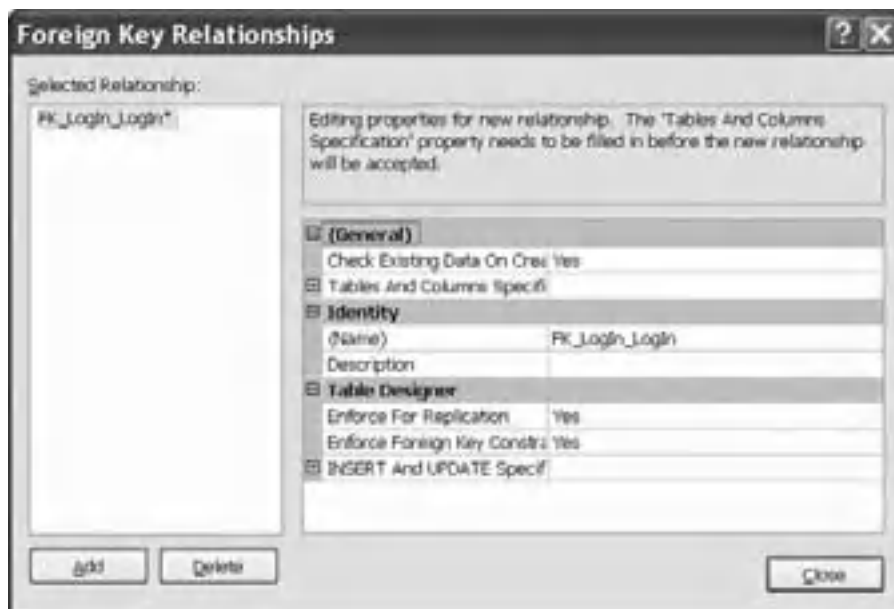 Foreign Key Relationships
Selected Relationship:
FK_LogIn_LogIn*
Editing properties for new relationship. The 'Tables And Columns
Specification' property needs to be filled in before the new relationship
will be accepted.
(General)
Check Existing Data On Crea Yes
Tables And Columns Specifi
Identity
(Name) FK_LogIn_LogIn
Description
Table Designer
Enforce For Replication Yes
Enforce Foreign Key Constra Yes
INSERT And UPDATE Specif
Add Delete
Close